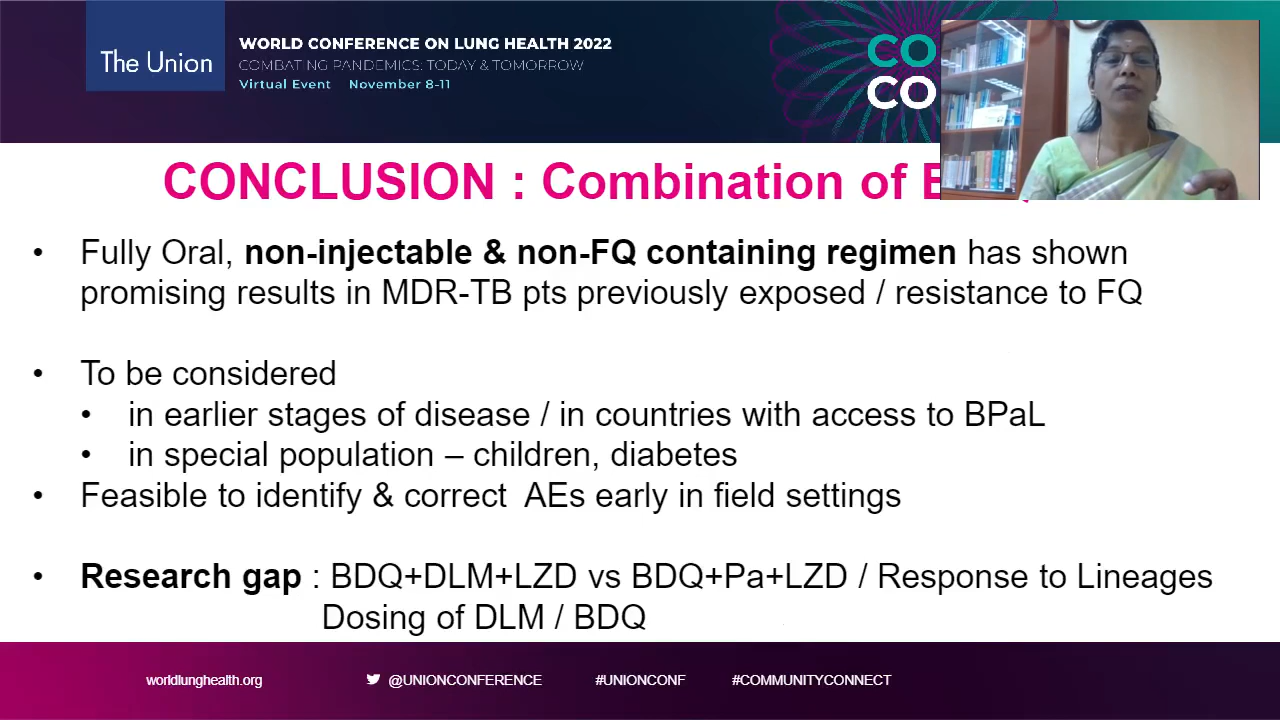 The Union
WORLD CONFERENCE ON LUNG HEALTH 2022
COMBATING PANDEMICS: TODAY & TOMORROW
Virtual Event November 8-11
CO
CO
CONCLUSION : Combination of
• Fully Oral, non-injectable & non-FQ containing regimen has shown
promising results in MDR-TB pts previously exposed / resistance to FQ
• To be considered
• in earlier stages of disease / in countries with access to BPaL
• in special population – children, diabetes
• Feasible to identify & correct AEs early in field settings
• Research gap : BDQ+DLM+LZD vs BDQ+Pa+LZD / Response to Lineages
Dosing of DLM / BDQ
worldlunghealth.org @UNIONCONFERENCE #UNIONCONF #COMMUNITYCONNECT